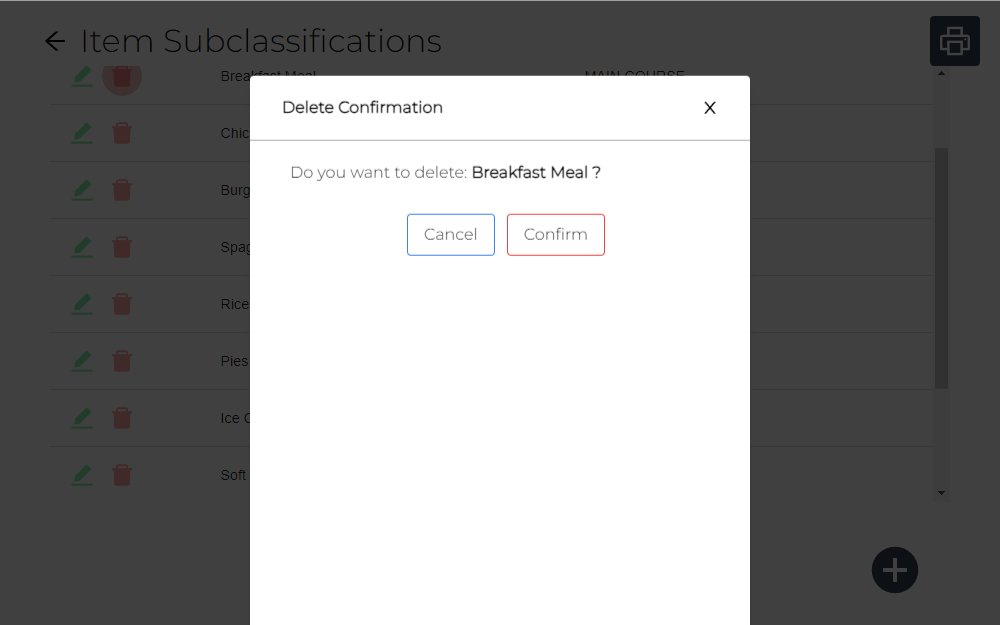 Item Subclassifications
Breakfast Meal MAIN COURSE
Delete Confirmation X
Chic
Do you want to delete: Breakfast Meal ?
Burg
Cancel Confirm
Spag
Rice
Pies
Ice
Soft